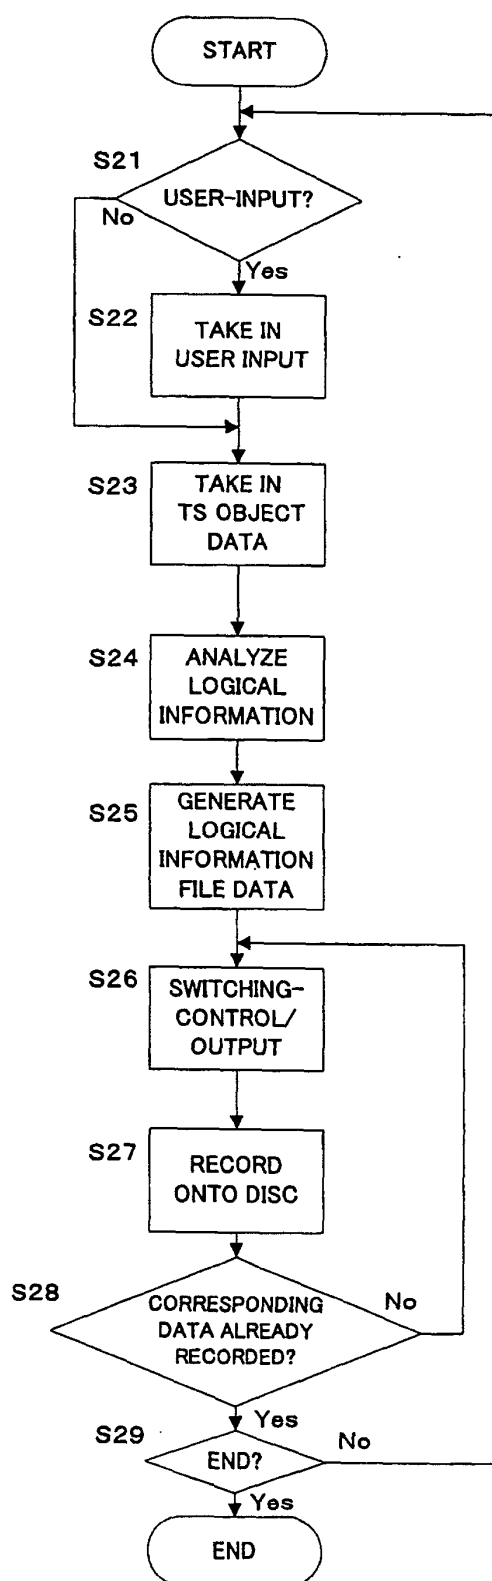 START
S21
USER-INPUT?
No
Yes
S22
TAKE IN
USER INPUT
S23
TAKE IN
TS OBJECT
DATA
S24
ANALYZE
LOGICAL
INFORMATION
S25
GENERATE
LOGICAL
INFORMATION
FILE DATA
S26
SWITCHING-
CONTROL/
OUTPUT
S27
RECORD
ONTO DISC
S28
CORRESPONDING
DATA ALREADY
RECORDED?
No
Yes
S29
END?
No
Yes
END